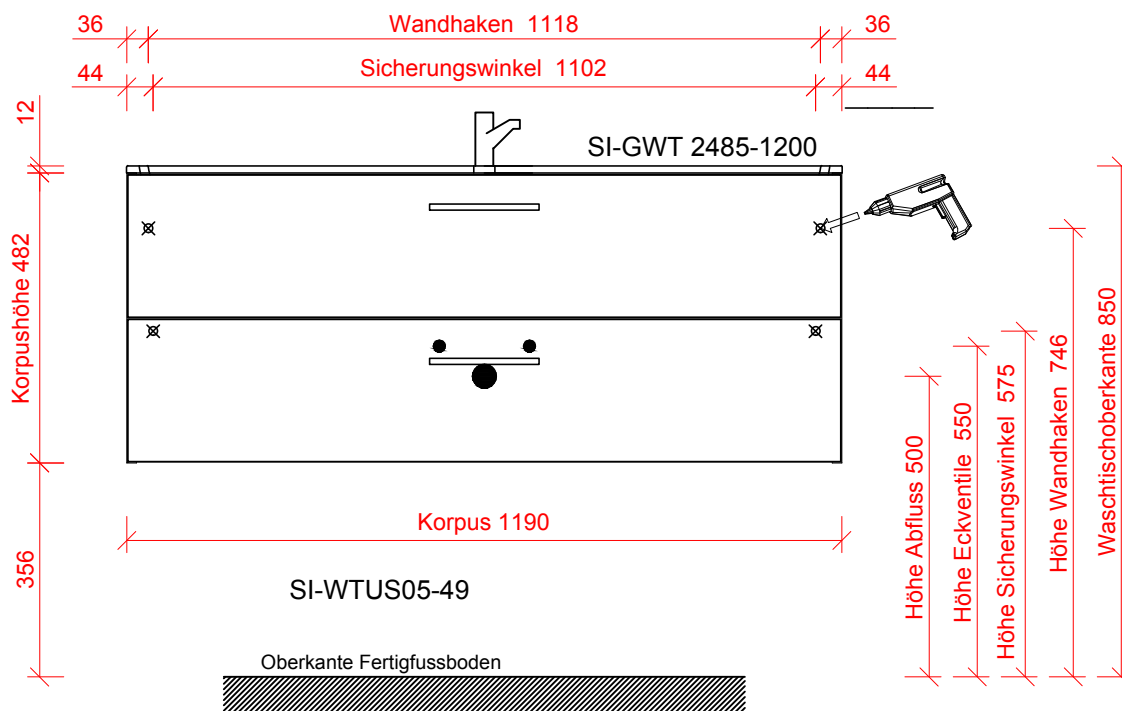 36
Wandhaken 1118
36
44
Sicherungswinkel 1102
44
12
SI-GWT 2485-1200
Korpushöhe 482
356
Korpus 1190
SI-WTUS05-49
Oberkante Fertigfussboden
Höhe Abfluss 500
Höhe Eckventile 550
Höhe Sicherungswinkel 575
Höhe Wandhaken 746
Waschtischoberkante 850